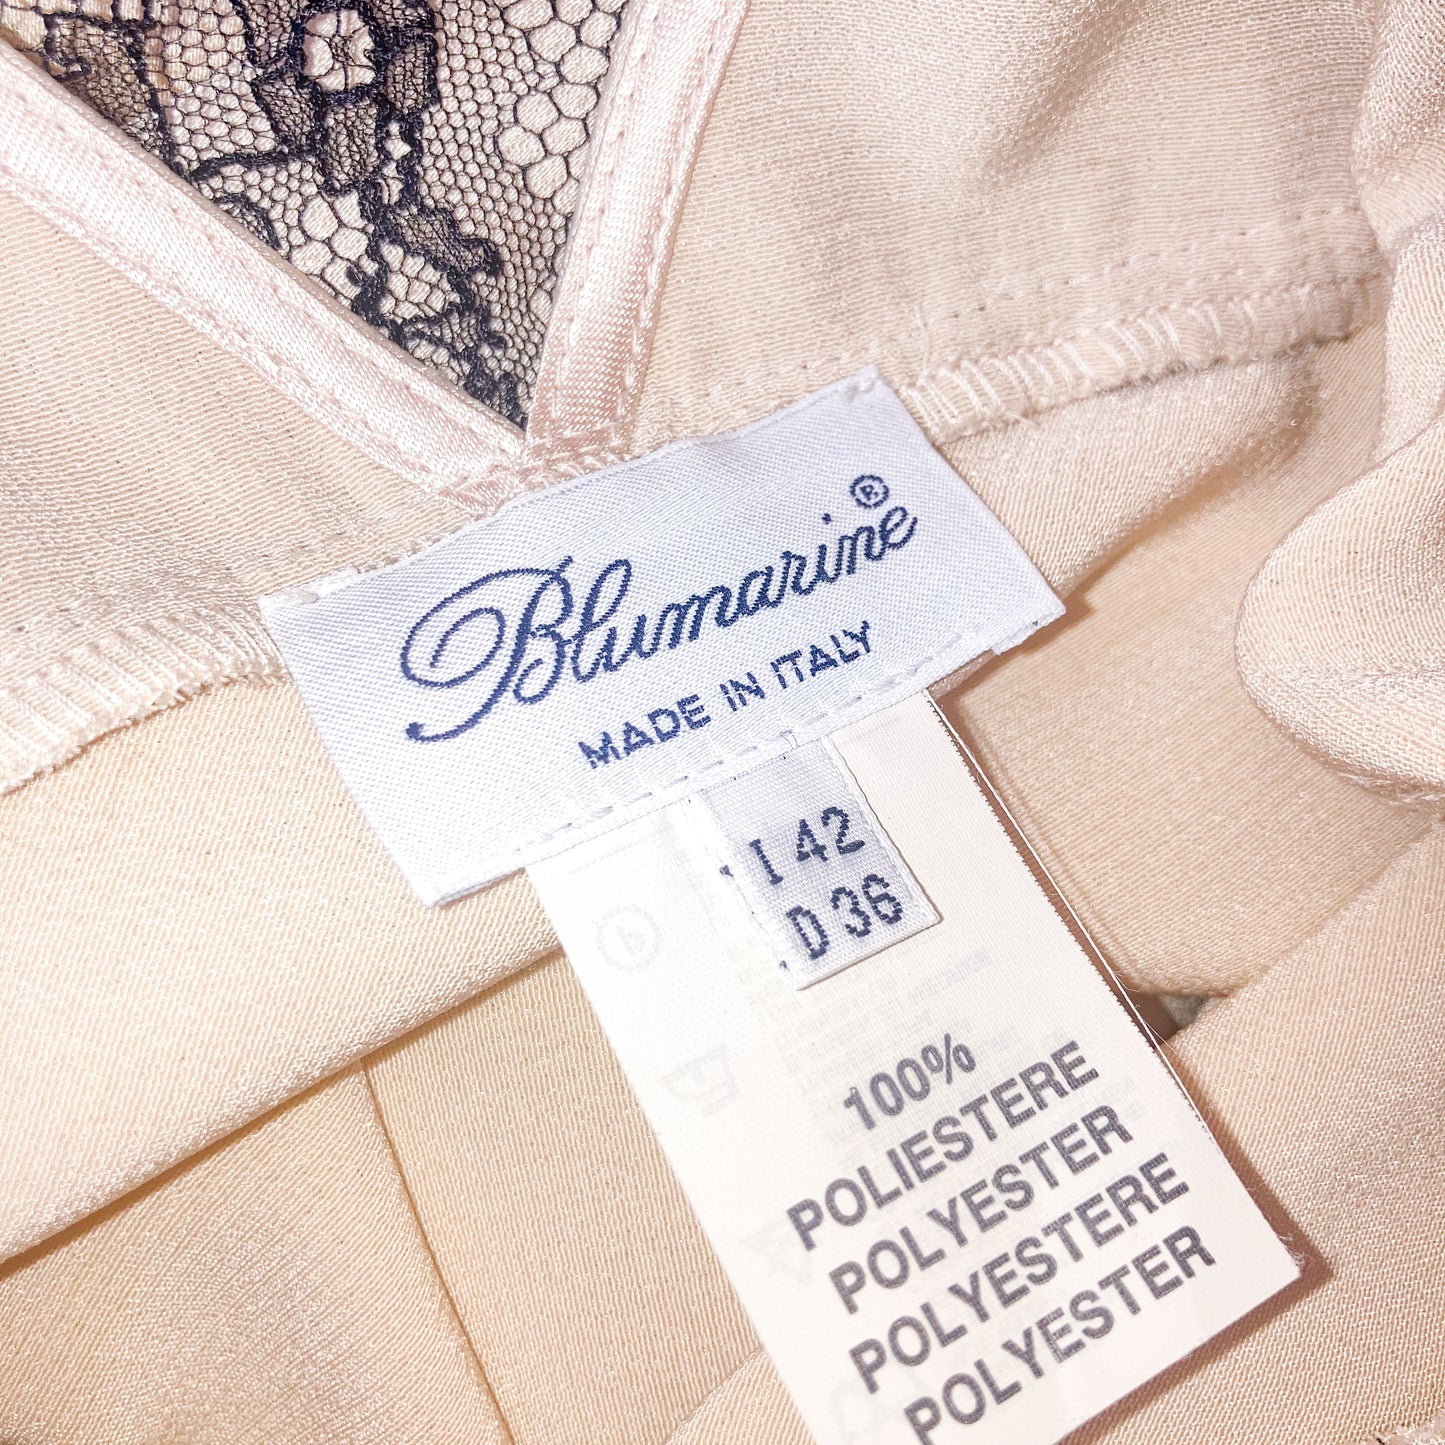 Blumarine®
MADE IN ITALY
I 42
D 36
100%
POLIESTERE
POLYESTER
POLYESTERE
POLYESTER